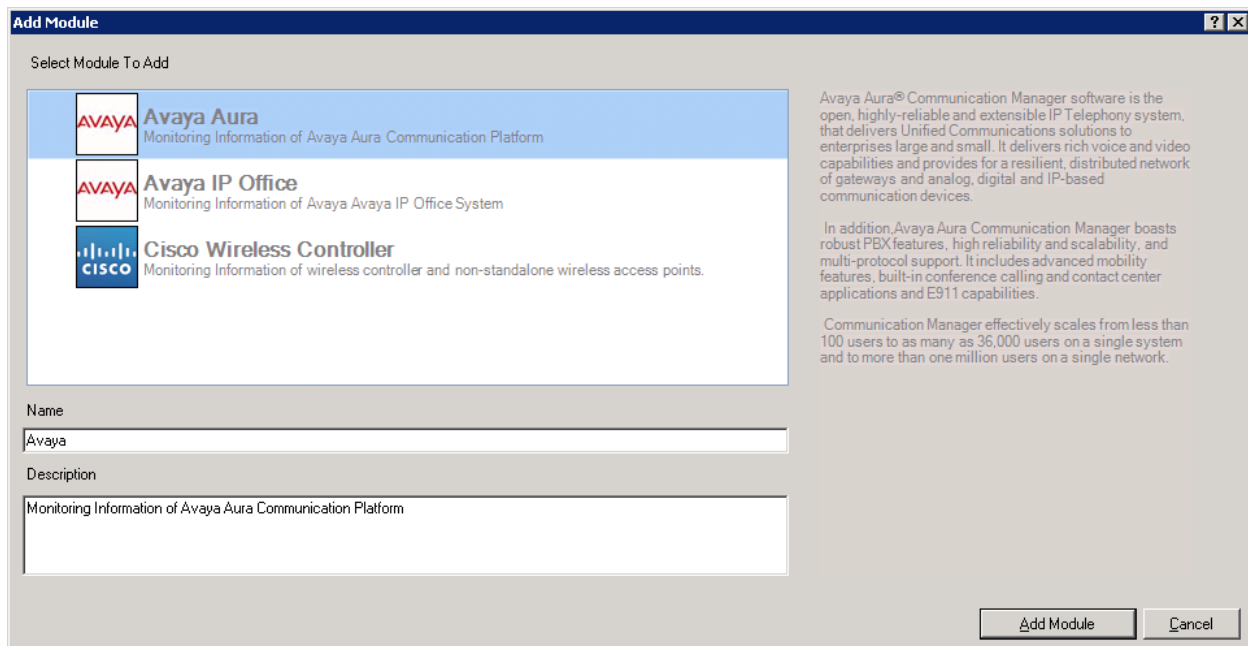 Add Module
Select Module To Add
AVAYA
Avaya Aura
Monitoring Information of Avaya Aura Communication Platform
AVAYA
Avaya IP Office
Monitoring Information of Avaya Avaya IP Office System
CISCO
Cisco Wireless Controller
Monitoring Information of wireless controller and non-standalone wireless access points.
Avaya Aura® Communication Manager software is the
open, highly-reliable and extensible IP Telephony system,
that delivers Unified Communications solutions to
enterprises large and small. It delivers rich voice and video
capabilities and provides for a resilient, distributed network
of gateways and analog, digital and IP-based
communication devices.
In addition,Avaya Aura Communication Manager boasts
robust PBX features, high reliability and scalability, and
multi-protocol support. It includes advanced mobility
features, built-in conference calling and contact center
applications and E911 capabilities.
Communication Manager effectively scales from less than
100 users to as many as 36,000 users on a single system
and to more than one million users on a single network.
Name
Avaya
Description
Monitoring Information of Avaya Aura Communication Platform
Add Module
Cancel